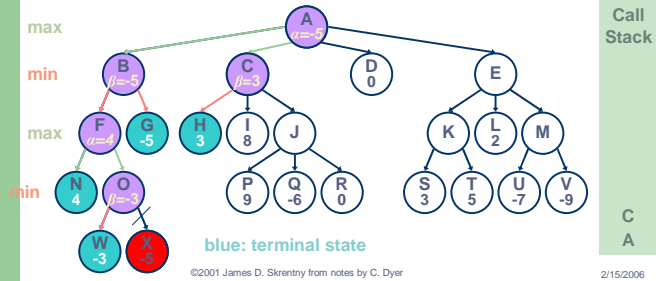 max
A
α=-5
Call
Stack
min
B
β=-5
C
β=3
D
0
E
max
F
α=4
G
-5
H
3
I
8
J
K
L
2
M
min
N
4
O
β=-3
P
9
Q
-6
R
0
S
3
T
5
U
-7
V
-9
C
A
W
-3
X
-5
blue: terminal state
©2001 James D. Skrentny from notes by C. Dyer
2/15/2006